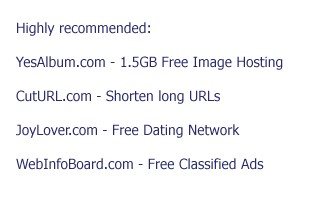 Highly recommended:
YesAlbum.com - 1.5GB Free Image Hosting
CutURL.com - Shorten long URLs
JoyLover.com - Free Dating Network
WebInfoBoard.com - Free Classified Ads